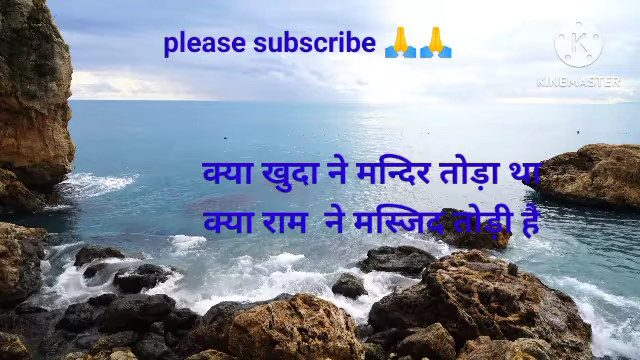 please subscribe 🙏🙏
KINEMASTER
क्या खुदा ने मन्दिर तोड़ा था
क्या राम ने मस्जिद तोड़ी है